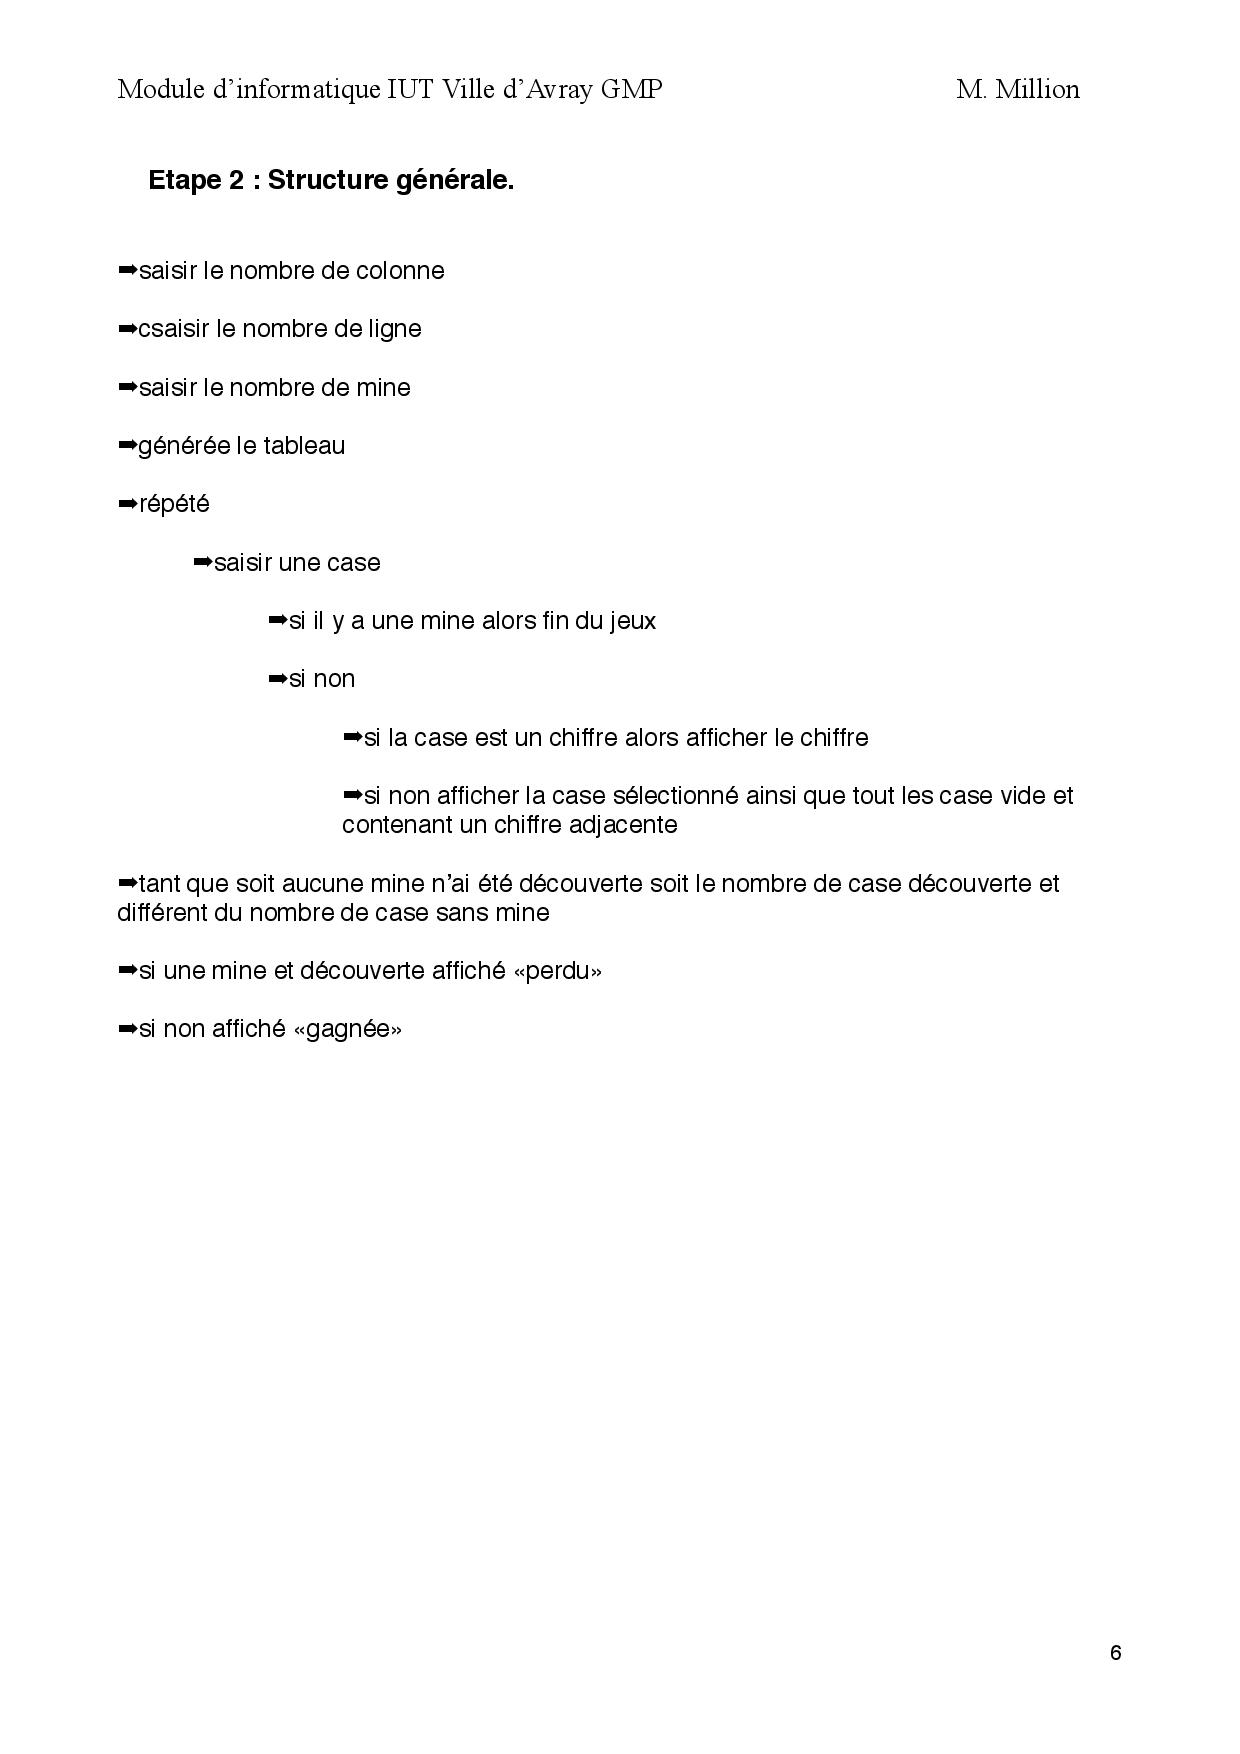 Module d’informatique IUT Ville d’Avray GMP M. Million
Etape 2 : Structure générale.
➡saisir le nombre de colonne
➡csaisir le nombre de ligne
➡saisir le nombre de mine
➡générée le tableau
➡répété
➡saisir une case
➡si il y a une mine alors fin du jeux
➡si non
➡si la case est un chiffre alors afficher le chiffre
➡si non afficher la case sélectionné ainsi que tout les case vide et
contenant un chiffre adjacente
➡tant que soit aucune mine n’ai été découverte soit le nombre de case découverte et
différent du nombre de case sans mine
➡si une mine et découverte affiché «perdu»
➡si non affiché «gagnée»
6